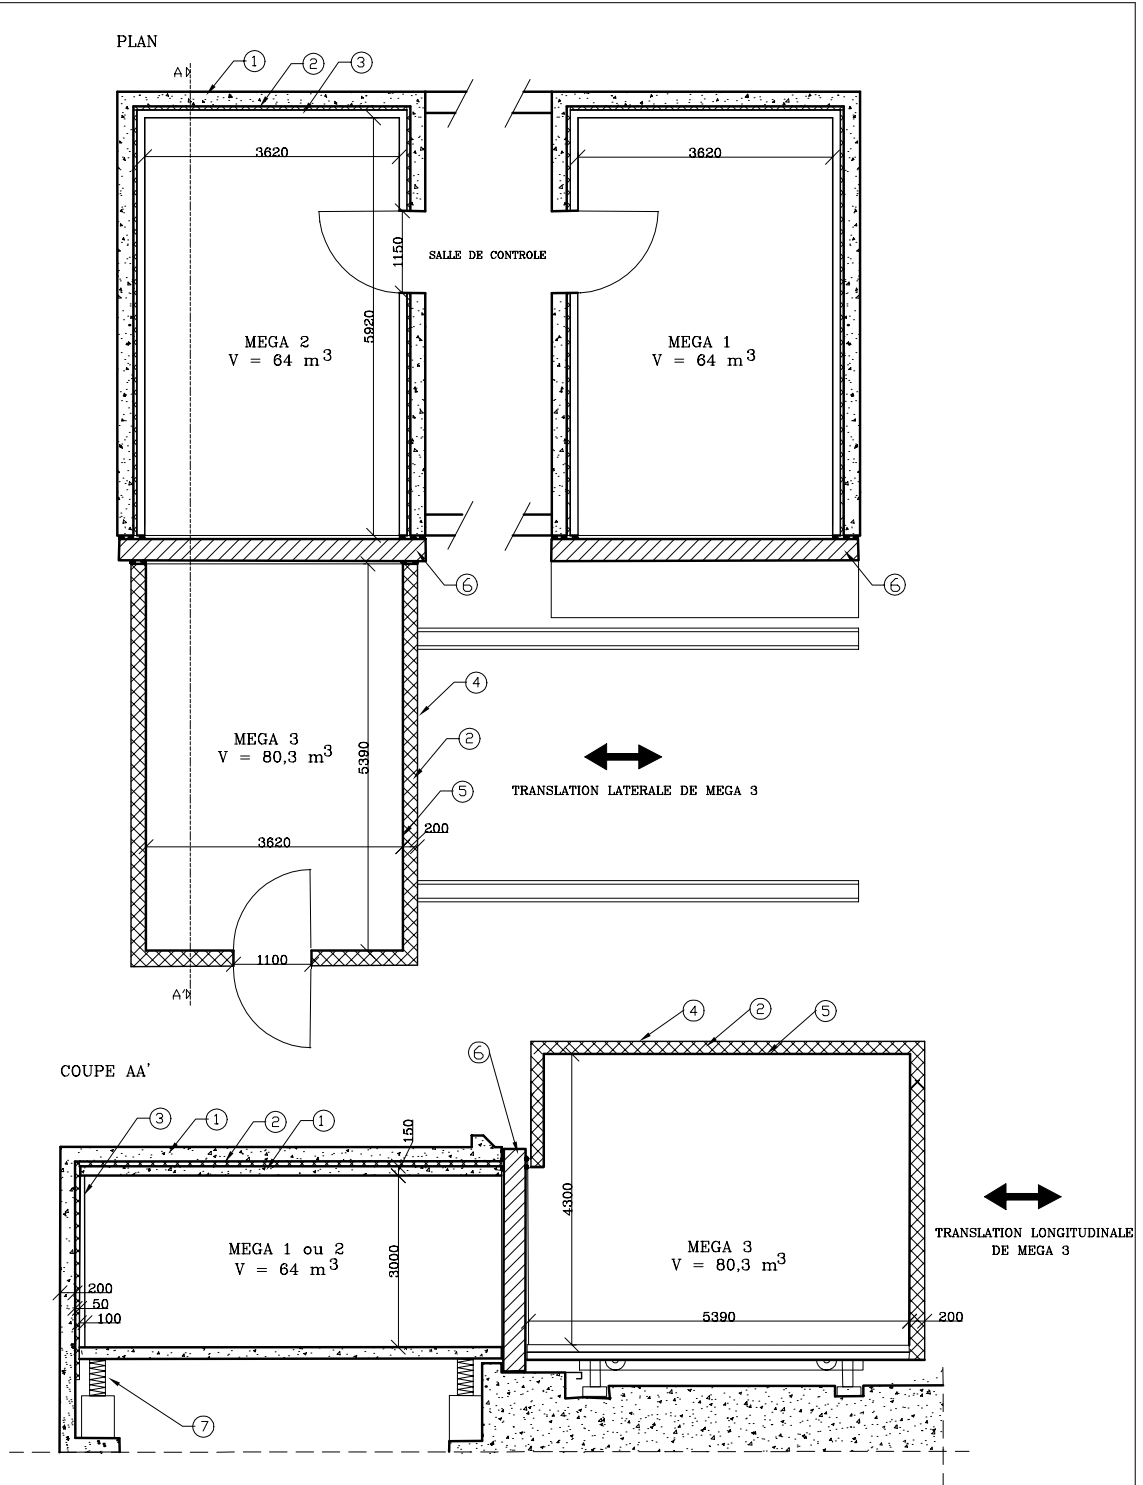 PLAN
A
1
2
3
3620
3620
1150
SALLE DE CONTROLE
5920
MEGA 2
V = 64 m3
MEGA 1
V = 64 m3
6
6
4
MEGA 3
V = 80,3 m3
2
5390
TRANSLATION LATERALE DE MEGA 3
5
200
3620
1100
A'
4
2
5
6
COUPE AA'
3
1
2
1
150
4300
MEGA 1 ou 2
V = 64 m3
3000
MEGA 3
V = 80,3 m3
TRANSLATION LONGITUDINALE
DE MEGA 3
200
50
100
5390
200
7